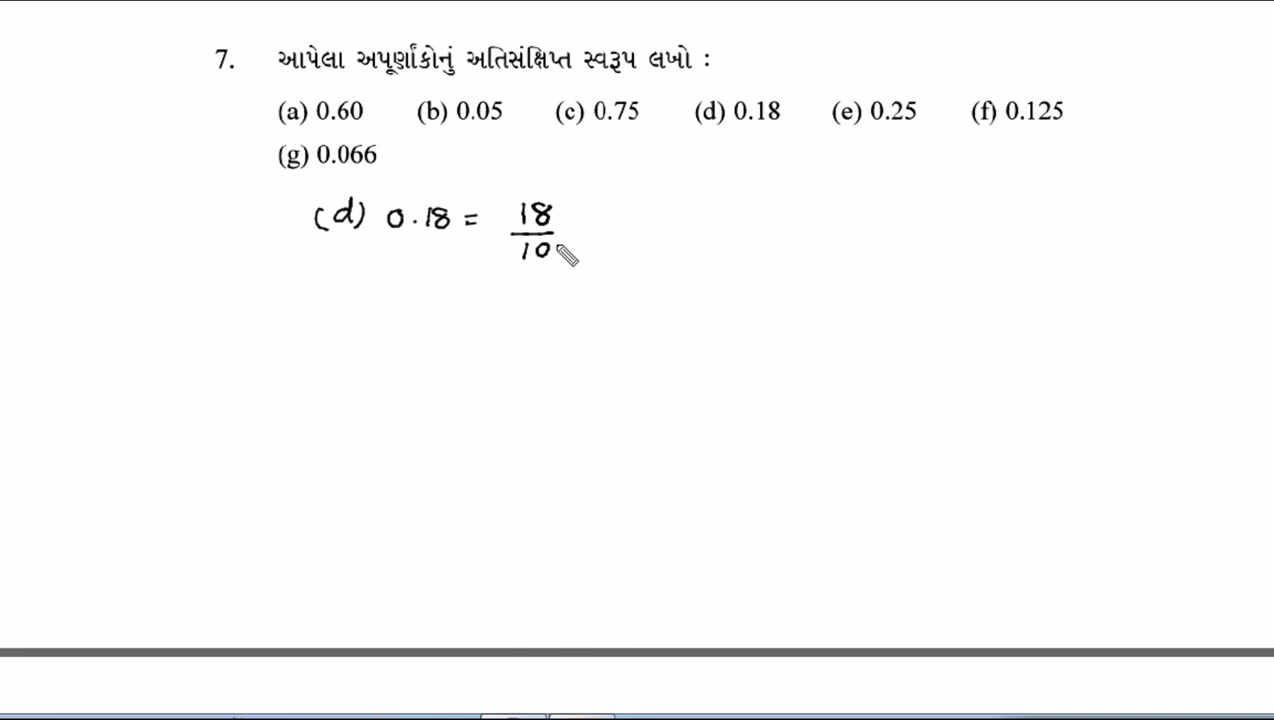 7. આપેલા અપૂર્ણાંકોનું અતિસંક્ષિપ્ત સ્વરૂપ લખો :
(a) 0.60 (b) 0.05 (c) 0.75 (d) 0.18 (e) 0.25 (f) 0.125
(g) 0.066
(d) 0.18 = 18
10